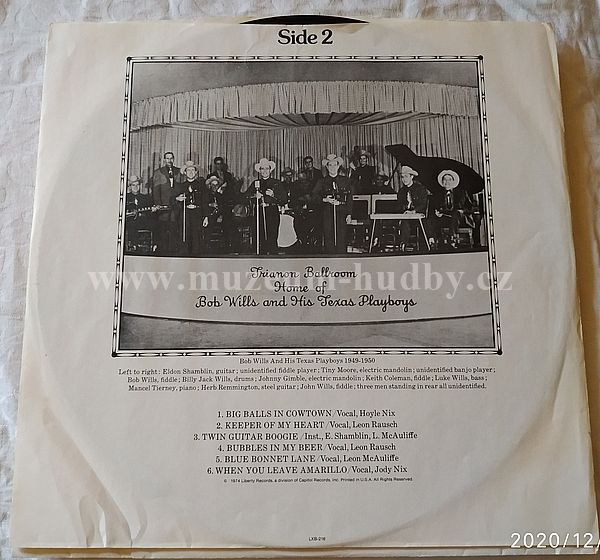 Side 2
Trianon Ballroom
Home of
Bob Wills and His Texas Playboys
www.muzeum-hudby.cz
Bob Wills And His Texas Playboys 1949-1950
Left to right: Eldon Shamblin, guitar; unidentified fiddle player; Tiny Moore, electric mandolin; unidentified banjo player;
Bob Wills, fiddle; Billy Jack Wills, drums; Johnny Gimble, electric mandolin; Keith Coleman, fiddle; Luke Wills, bass;
Mancel Tierney, piano; Herb Remmington, steel guitar; John Wills, fiddle; three men standing in rear all unidentified.
1. BIG BALLS IN COWTOWN/Vocal, Hoyle Nix
2. KEEPER OF MY HEART/Vocal, Leon Rausch
3. TWIN GUITAR BOOGIE/Inst., E. Shamblin, L. McAuliffe
4. BUBBLES IN MY BEER/Vocal, Leon Rausch
5. BLUE BONNET LANE/Vocal, Leon McAuliffe
6. WHEN YOU LEAVE AMARILLO/Vocal, Jody Nix
© 1974 Liberty Records, a division of Capitol Records, Inc. Printed in U.S.A. All Rights Reserved.
LXB-216
2020/12/